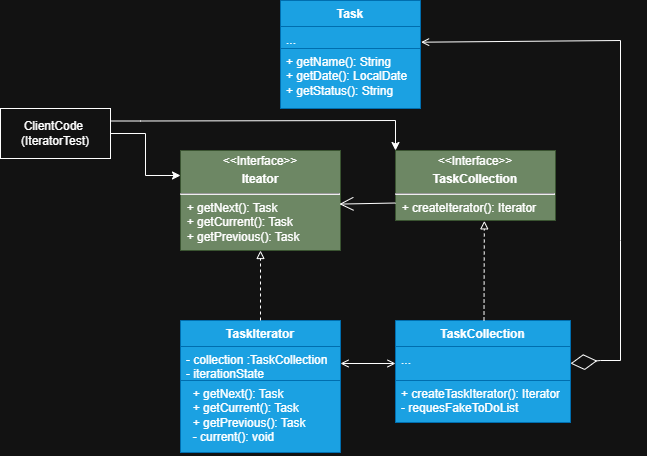 Task
...
+ getName(): String
+ getDate(): LocalDate
+ getStatus(): String
ClientCode
(IteratorTest)
<<Interface>>
Iteator
+ getNext(): Task
+ getCurrent(): Task
+ getPrevious(): Task
<<Interface>>
TaskCollection
+ createIterator(): Iterator
TaskIterator
- collection :TaskCollection
- iterationState
+ getNext(): Task
+ getCurrent(): Task
+ getPrevious(): Task
- current(): void
TaskCollection
...
+ createTaskIterator(): Iterator
- requesFakeToDoList